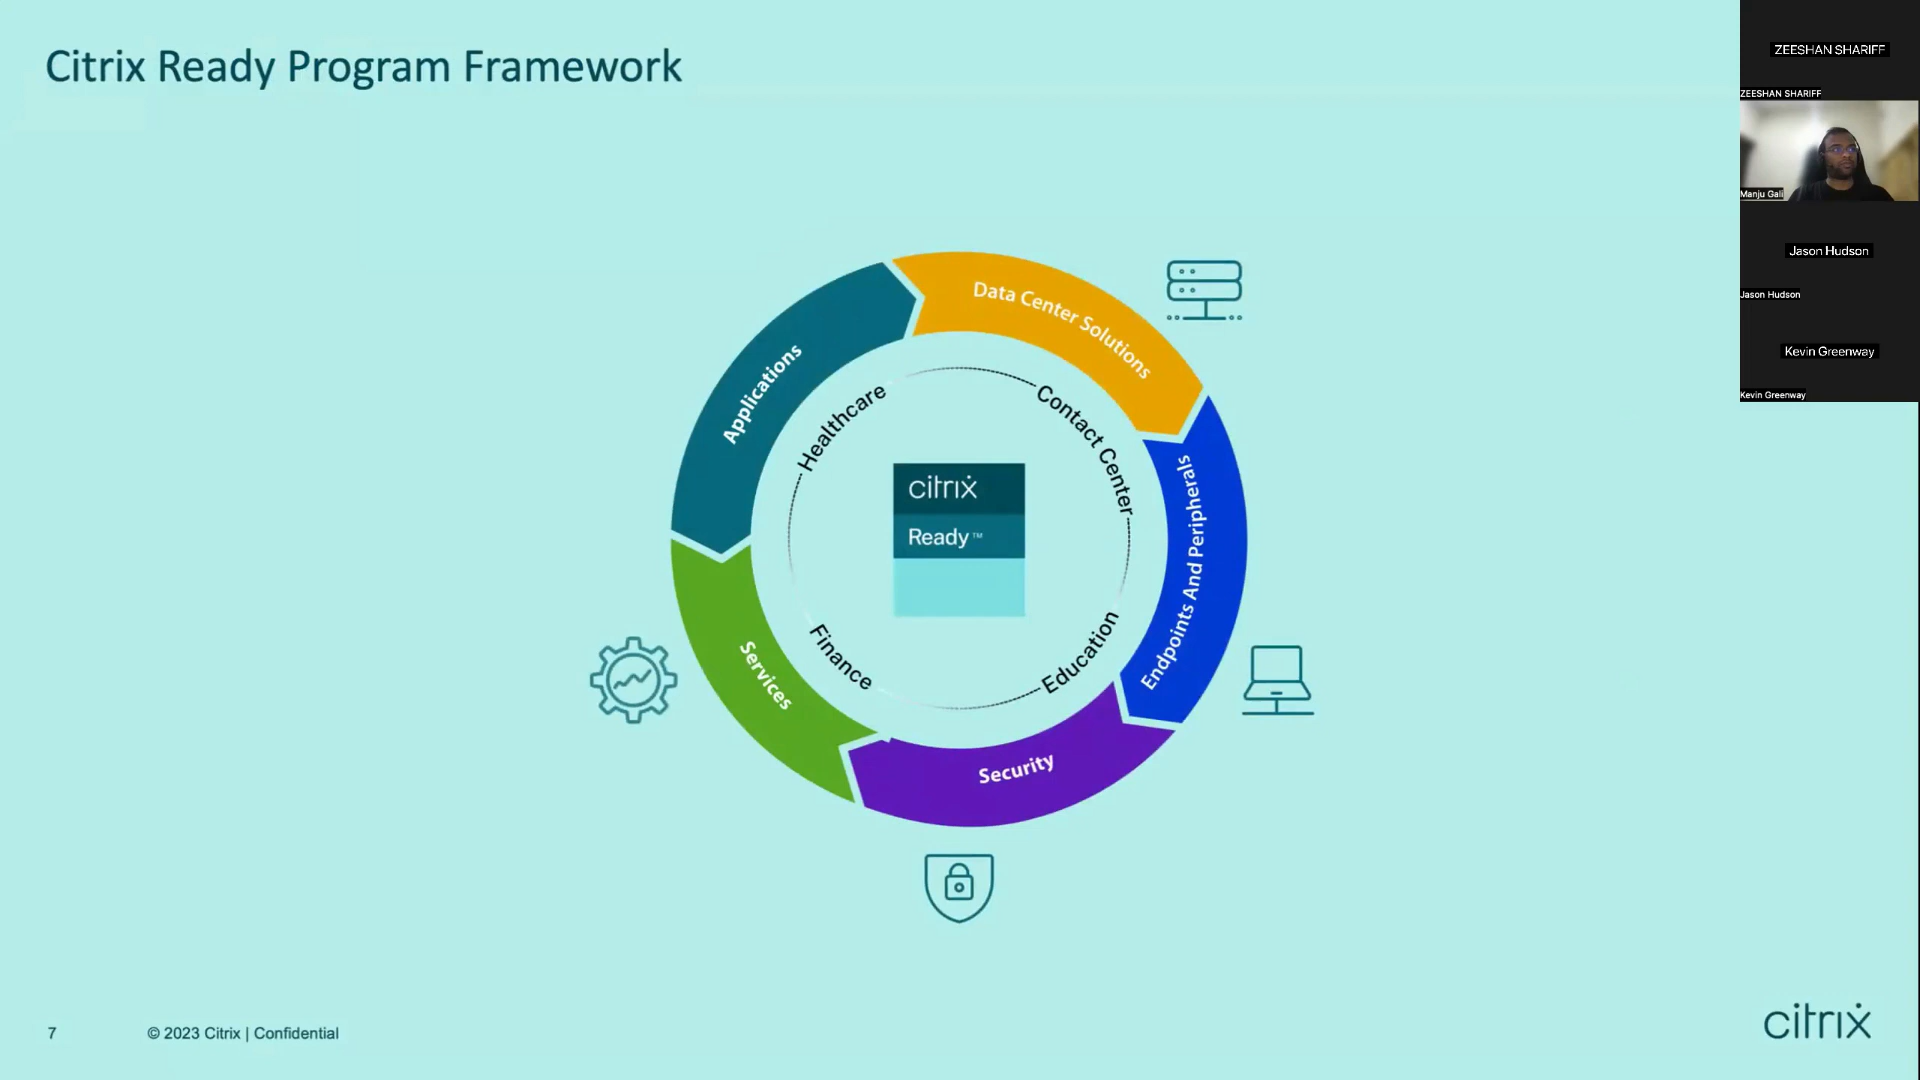 Citrix Ready Program Framework
ZEESHAN SHARIFF
ZEESHAN SHARIFF
Manju Gali
Jason Hudson
Jason Hudson
Kevin Greenway
Kevin Greenway
Data Center Solutions
Applications
Healthcare
Contact Center
Endpoints And Peripherals
citrix
Ready™
Finance
Education
Services
Security
7
© 2023 Citrix | Confidential
citrix